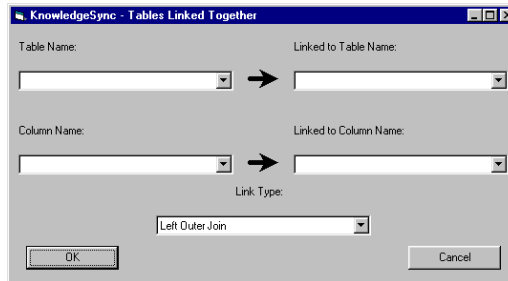 KnowledgeSync - Tables Linked Together
Table Name:
Linked to Table Name:
Column Name:
Linked to Column Name:
Link Type:
Left Outer Join
OK
Cancel